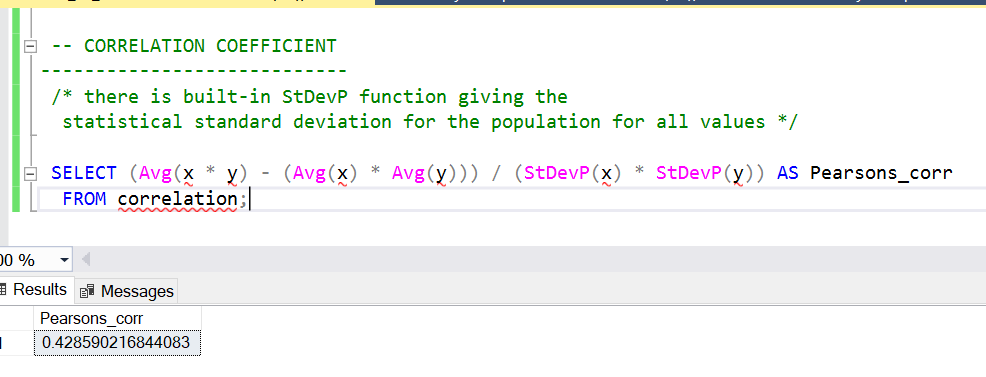 -- CORRELATION COEFFICIENT
----------------------------
/* there is built-in StDevP function giving the
statistical standard deviation for the population for all values */
SELECT (Avg(x * y) - (Avg(x) * Avg(y))) / (StDevP(x) * StDevP(y)) AS Pearsons_corr
FROM correlation;
00 %
Results Messages
Pearsons_corr
0.428590216844083